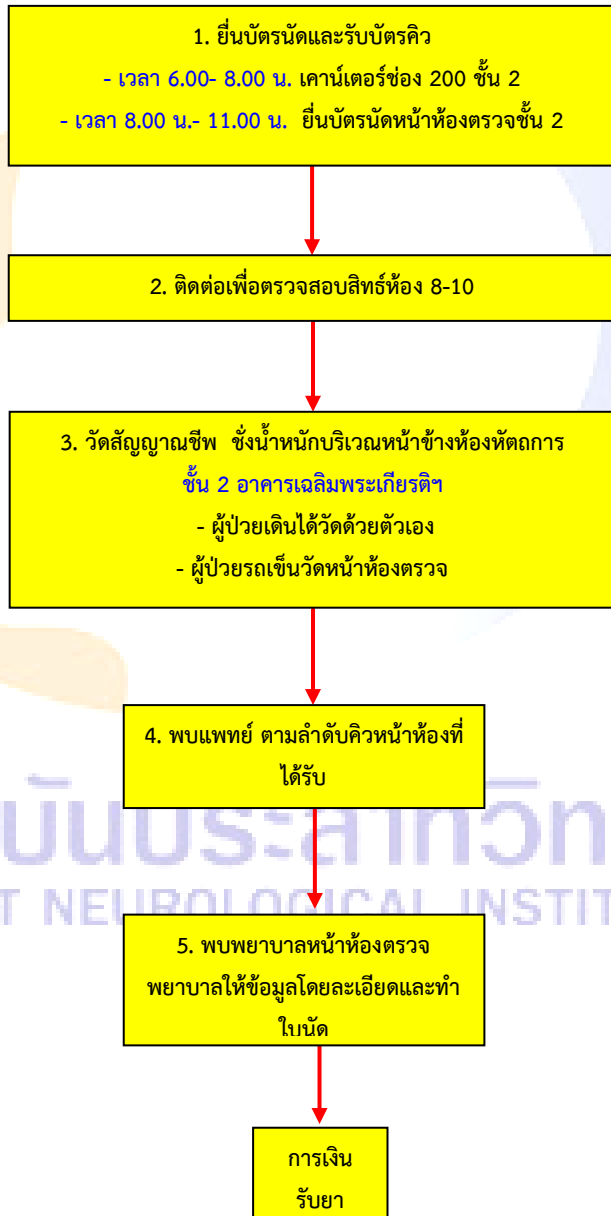 1. ยื่นบัตรนัดและรับบัตรคิว
- เวลา 6.00- 8.00 น. เคาน์เตอร์ช่อง 200 ชั้น 2
- เวลา 8.00 น.- 11.00 น. ยื่นบัตรนัดหน้าห้องตรวจชั้น 2
2. ติดต่อเพื่อตรวจสอบสิทธ์ห้อง 8-10
3. วัดสัญญาณชีพ ชั่งน้ำหนักบริเวณหน้าข้างห้องหัตถการ
ชั้น 2 อาคารเฉลิมพระเกียรติฯ
- ผู้ป่วยเดินได้วัดด้วยตัวเอง
- ผู้ป่วยรถเข็นวัดหน้าห้องตรวจ
4. พบแพทย์ ตามลำดับคิวหน้าห้องที่
ได้รับ
บันประสาทวิท
T NEUROLOGICAL INSTIT
5. พบพยาบาลหน้าห้องตรวจ
พยาบาลให้ข้อมูลโดยละเอียดและทำ
ใบนัด
การเงิน
รับยา